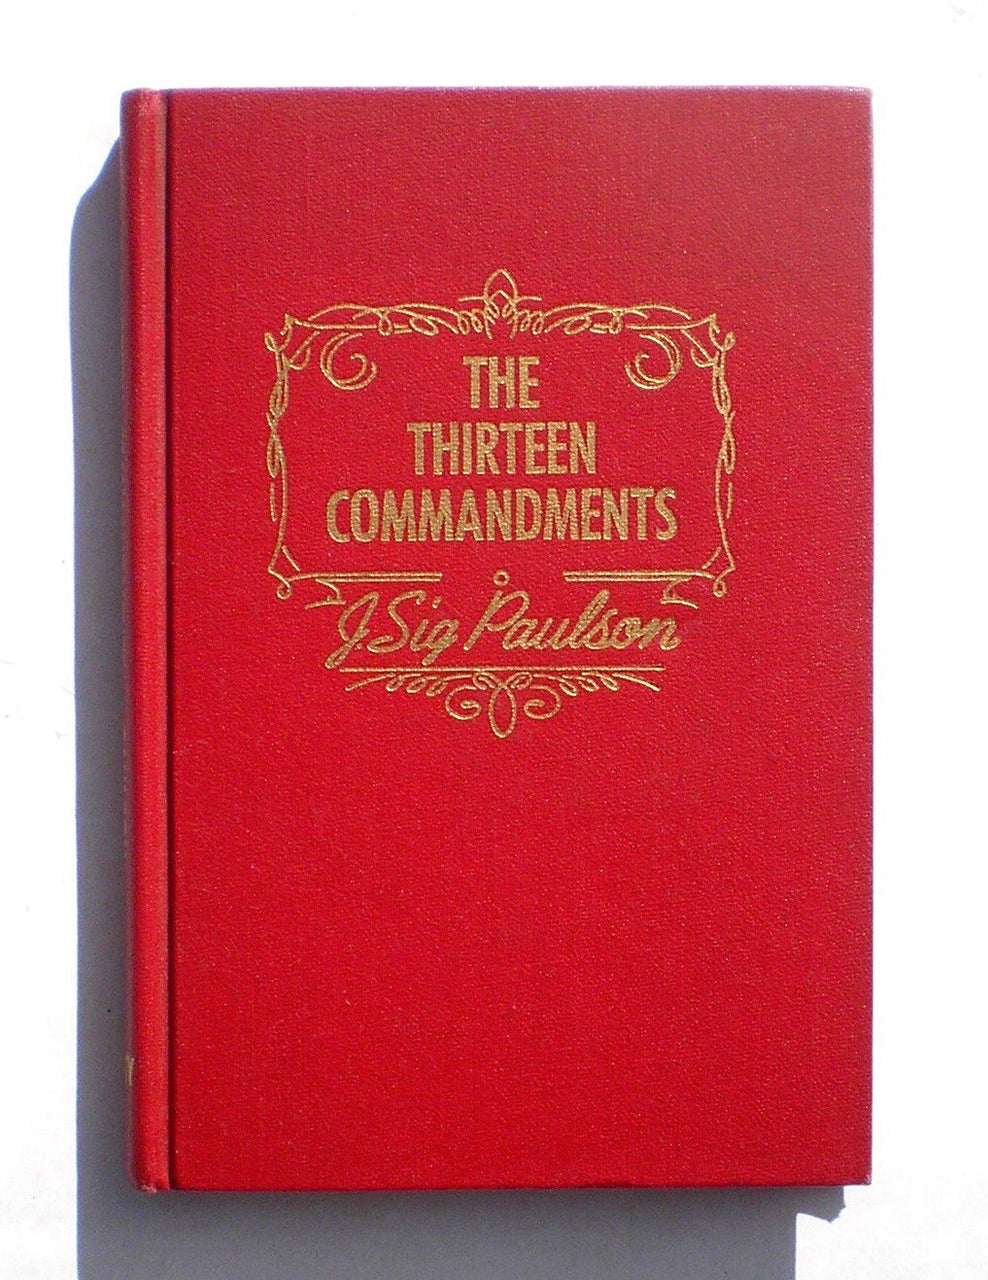 THE
THIRTEEN
COMMANDMENTS
J. Sig Paulson